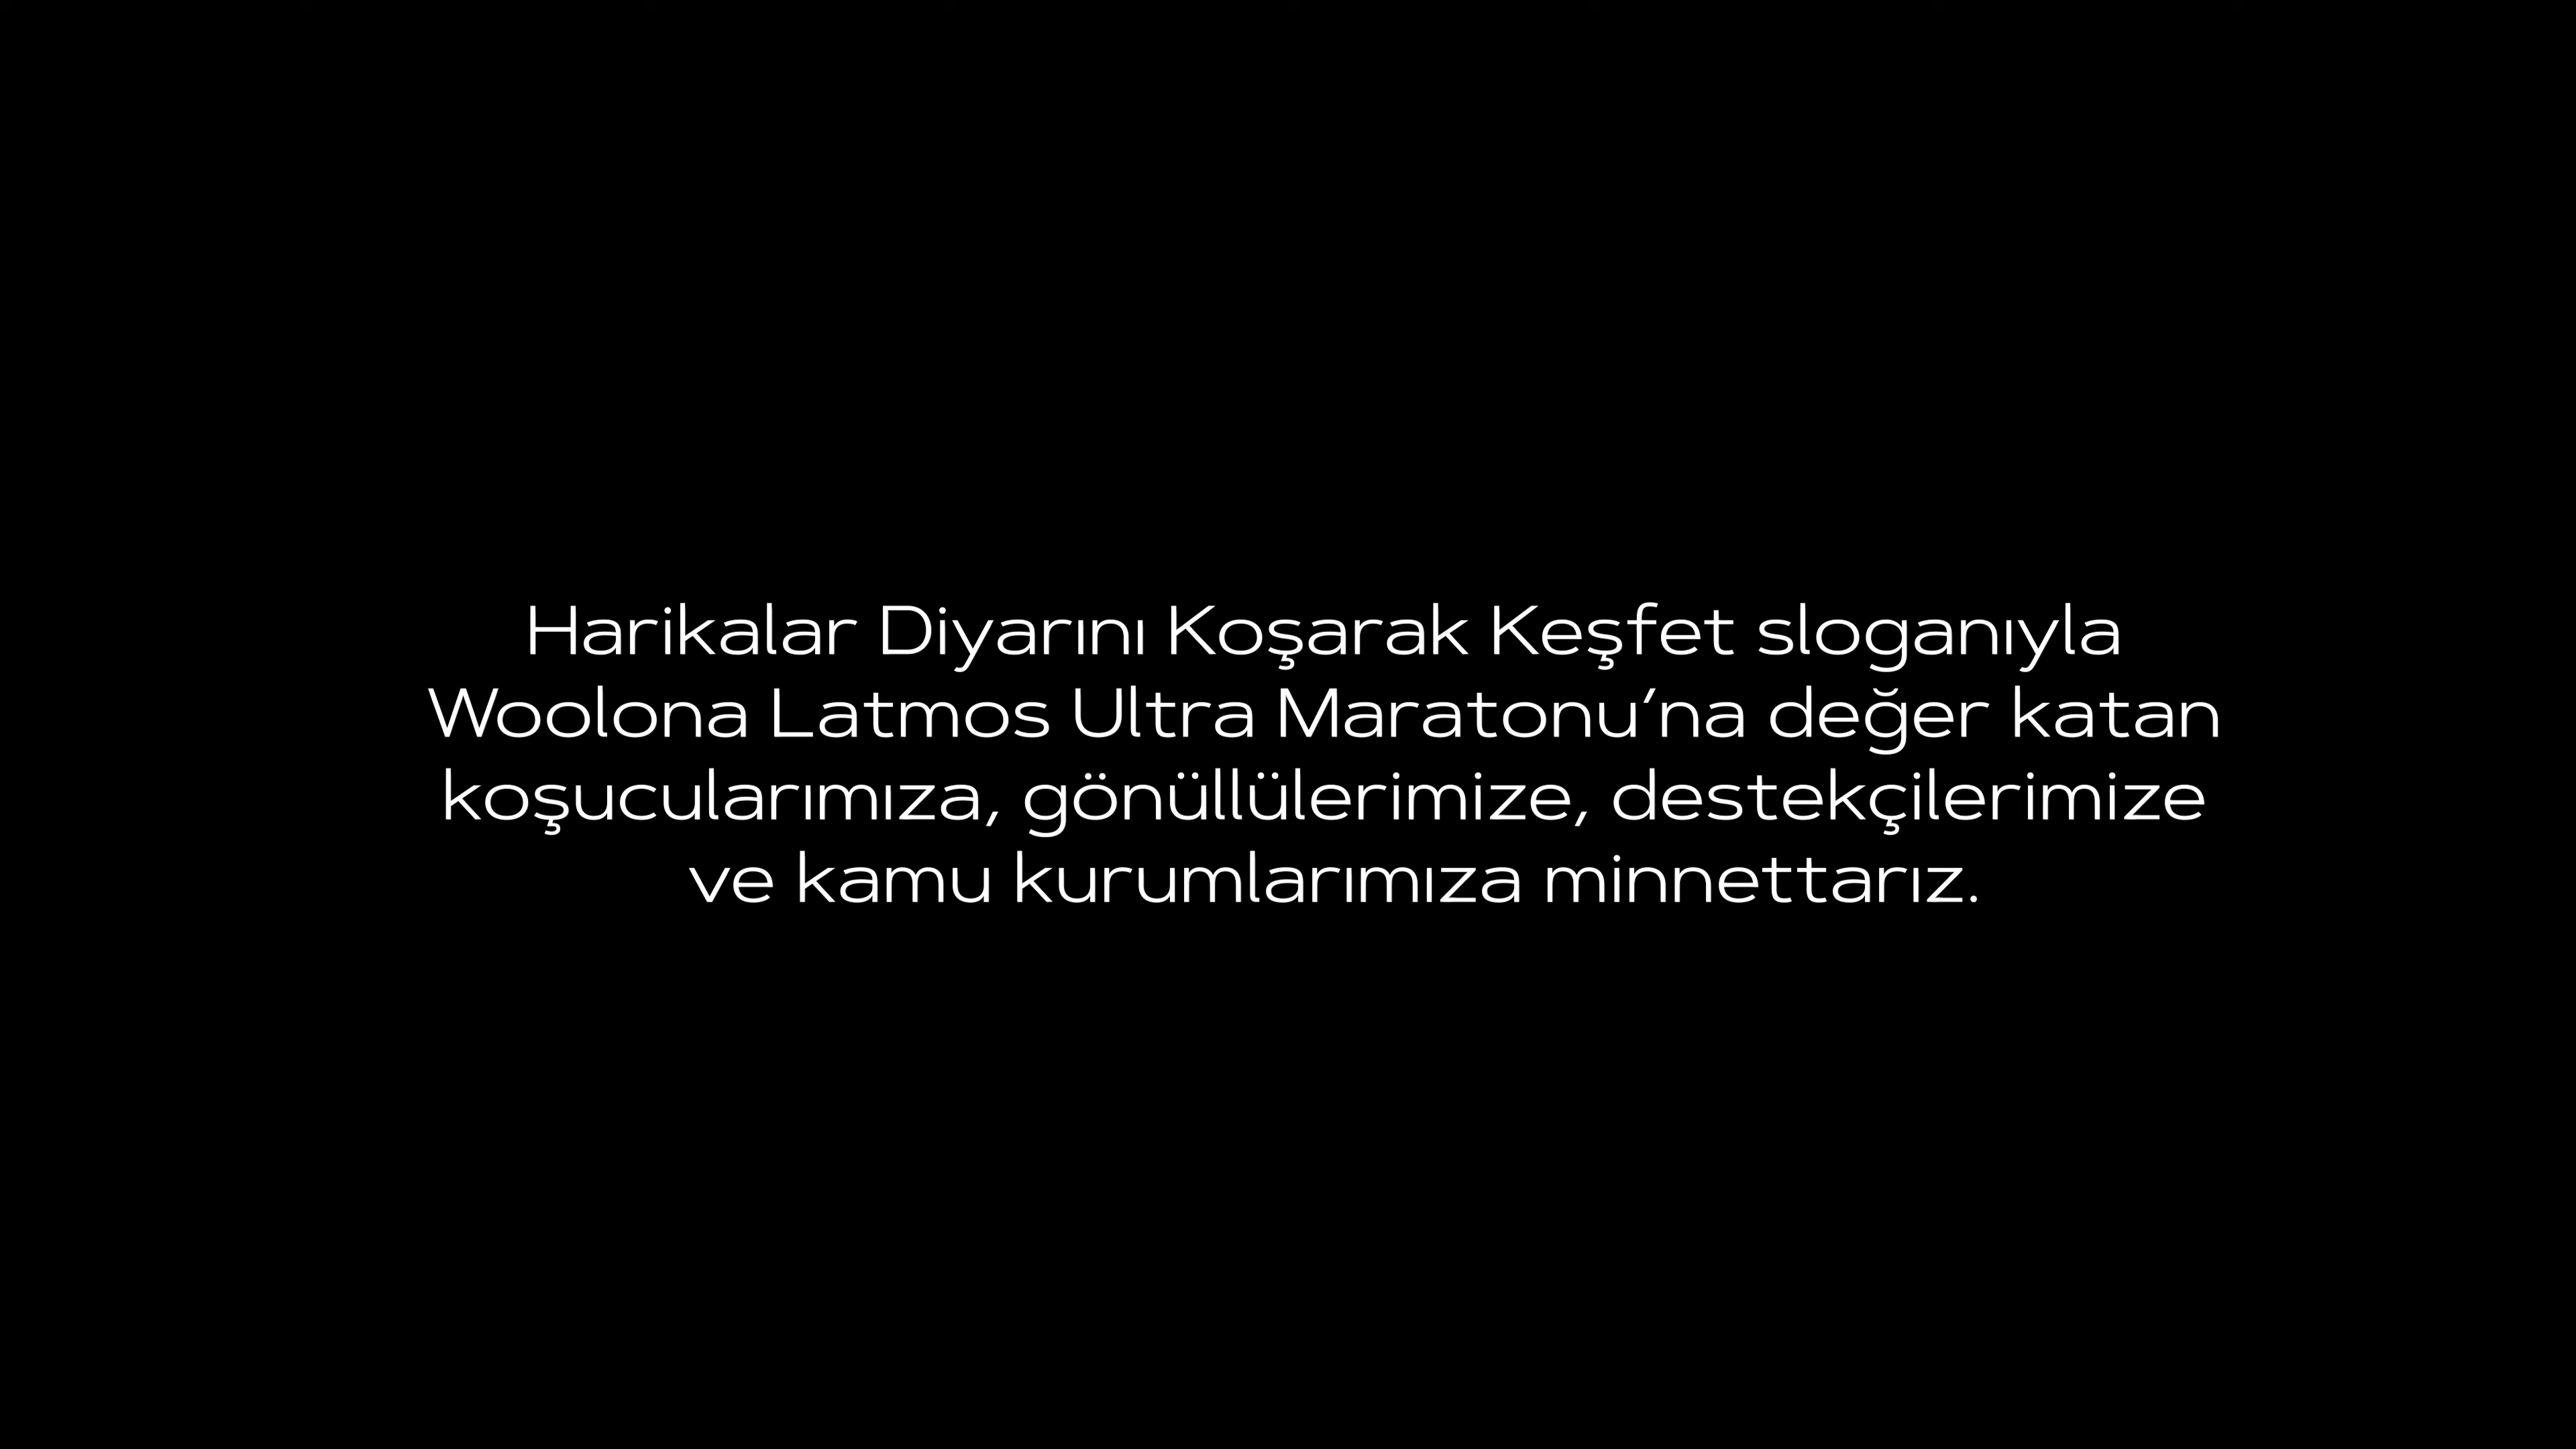 Harikalar Diyarını Koşarak Keşfet sloganıyla
Woolona Latmos Ultra Maratonu’na değer katan
koşucularımıza, gönüllülerimize, destekçilerimize
ve kamu kurumlarımıza minnettarız.